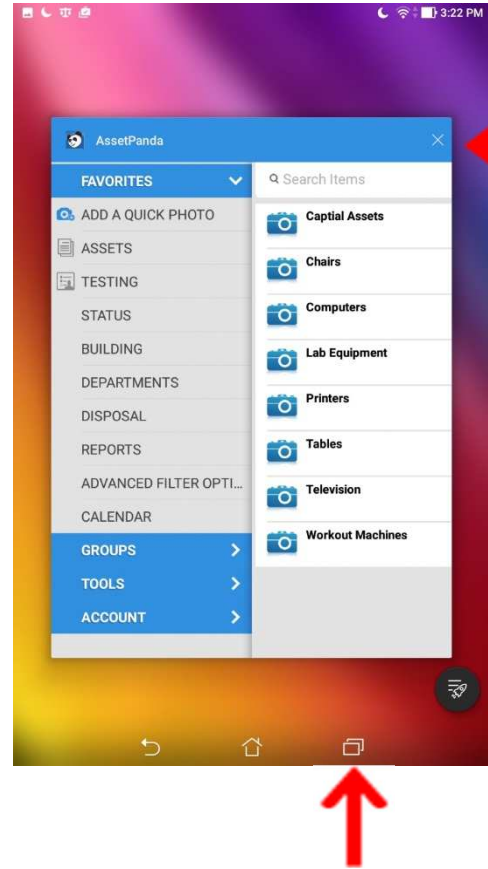 3:22 PM
AssetPanda
FAVORITES
ADD A QUICK PHOTO
ASSETS
TESTING
STATUS
BUILDING
DEPARTMENTS
DISPOSAL
REPORTS
ADVANCED FILTER OPTI...
CALENDAR
GROUPS
TOOLS
ACCOUNT
Search Items
Captial Assets
Chairs
Computers
Lab Equipment
Printers
Tables
Television
Workout Machines